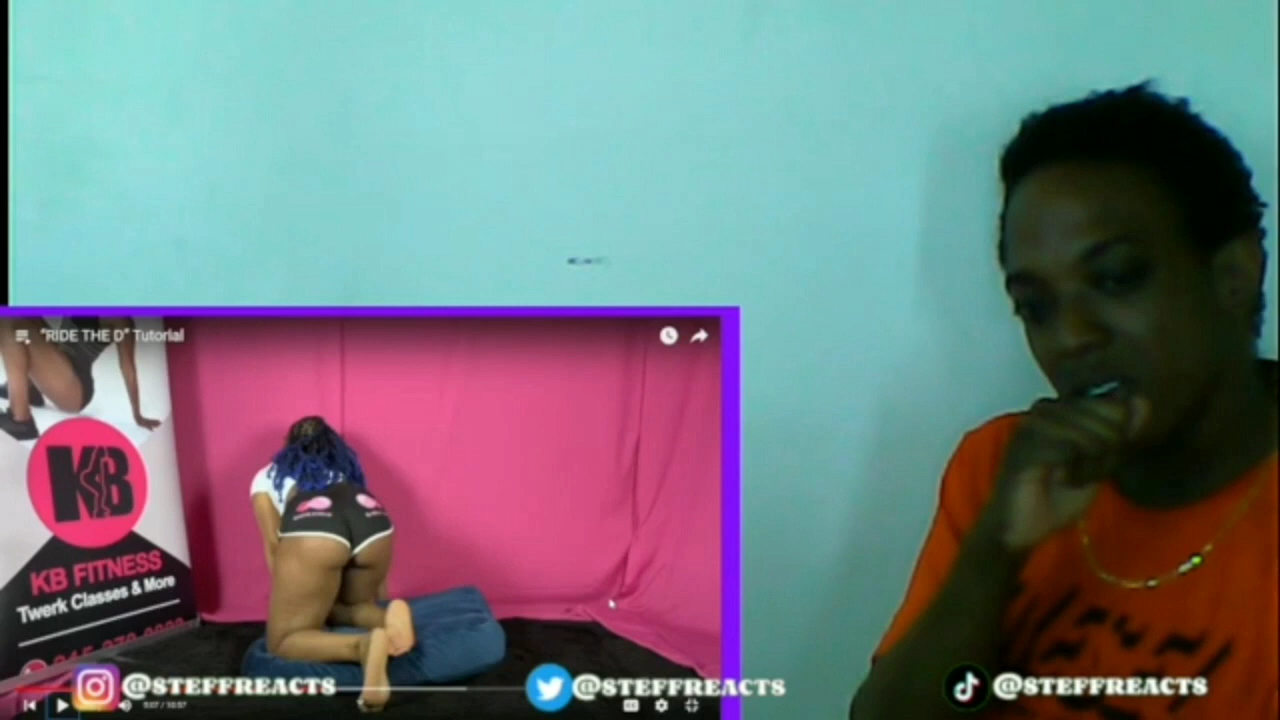 "RIDE THE D" Tutorial
KB
KB FITNESS
Twerk Classes & More
@STEFFREACTS
@STEFFREACTS
@STEFFREACTS